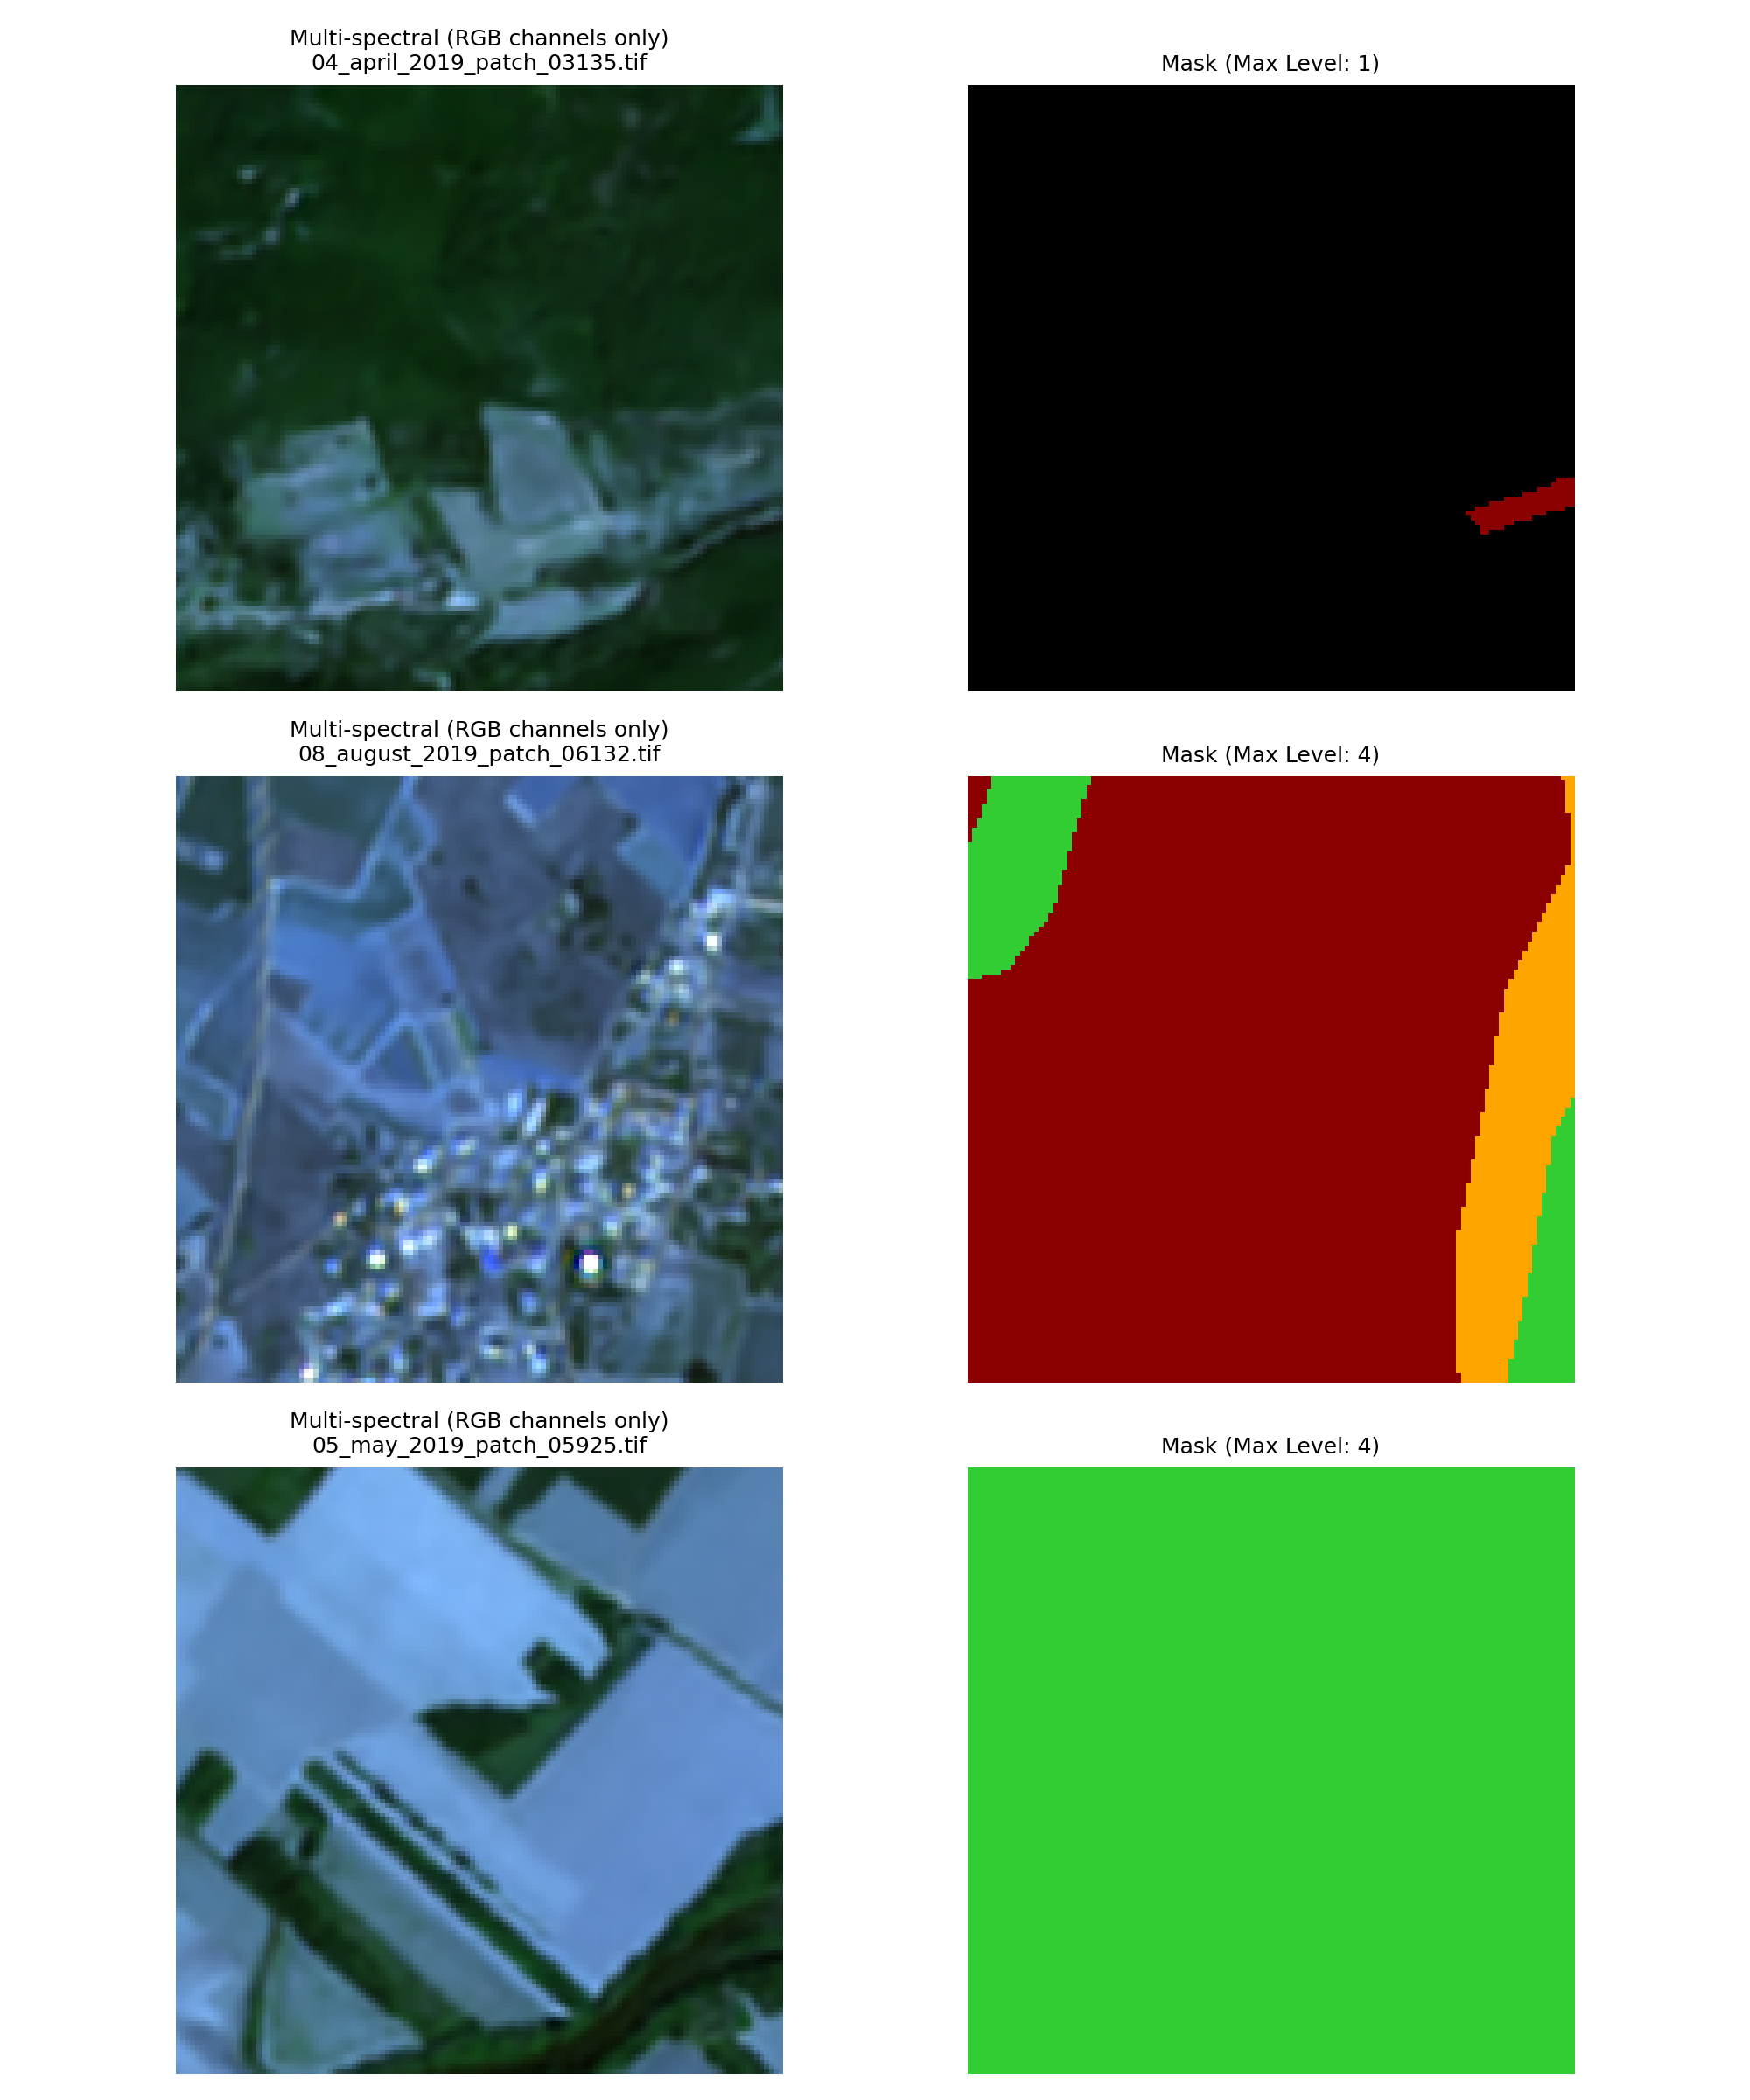 Multi-spectral (RGB channels only)
04_april_2019_patch_03135.tif
Mask (Max Level: 1)
Multi-spectral (RGB channels only)
08_august_2019_patch_06132.tif
Mask (Max Level: 4)
Multi-spectral (RGB channels only)
05_may_2019_patch_05925.tif
Mask (Max Level: 4)